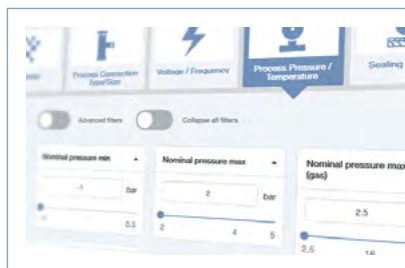 Process Connection
Type/Size
Voltage / Frequency
Process Pressure /
Temperature
Sealing
Advanced filters
Collapse all filters
Nominal pressure min
Nominal pressure max
Nominal pressure max
(gas)
-1
bar
2
bar
2.5
0.5
2
4
5
2.5
16